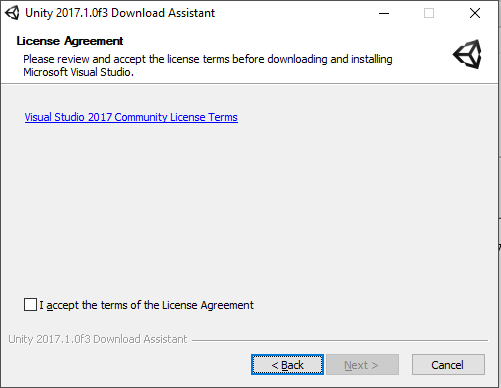 Unity 2017.1.0f3 Download Assistant
License Agreement
Please review and accept the license terms before downloading and installing
Microsoft Visual Studio.
Visual Studio 2017 Community License Terms
I accept the terms of the License Agreement
Unity 2017.1.0f3 Download Assistant
< Back
Next >
Cancel